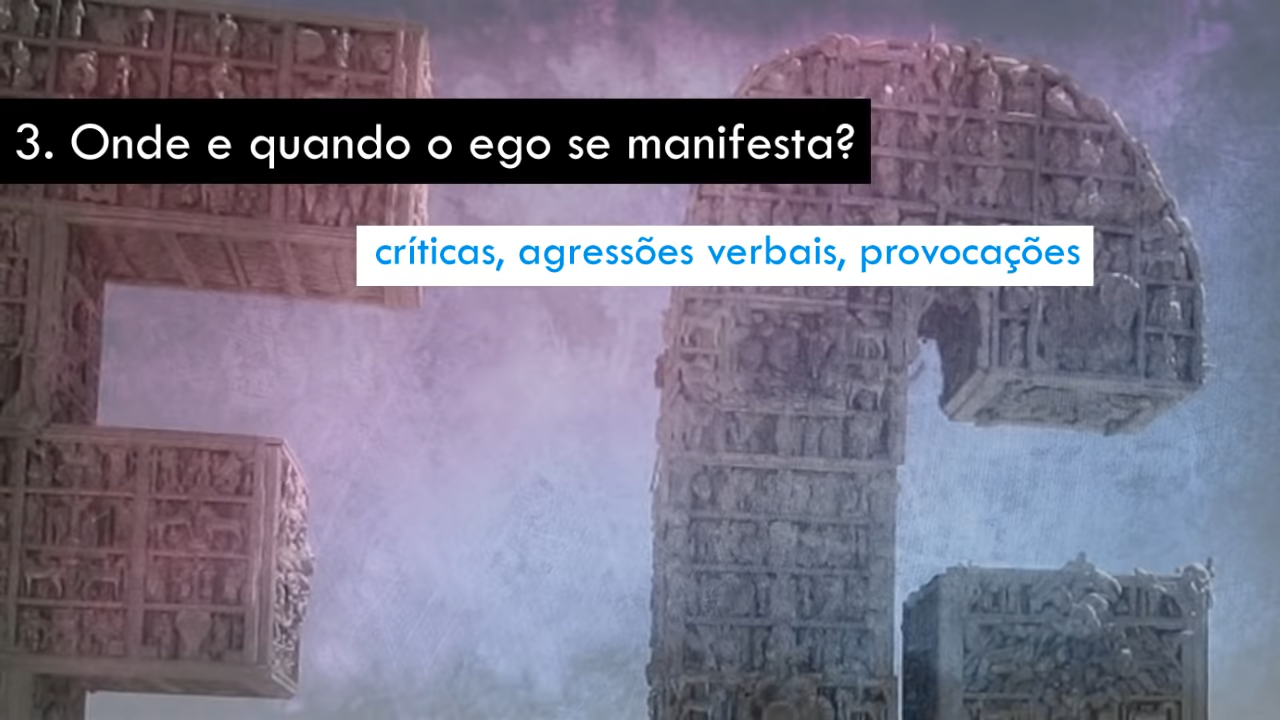 3. Onde e quando o ego se manifesta?
críticas, agressões verbais, provocações